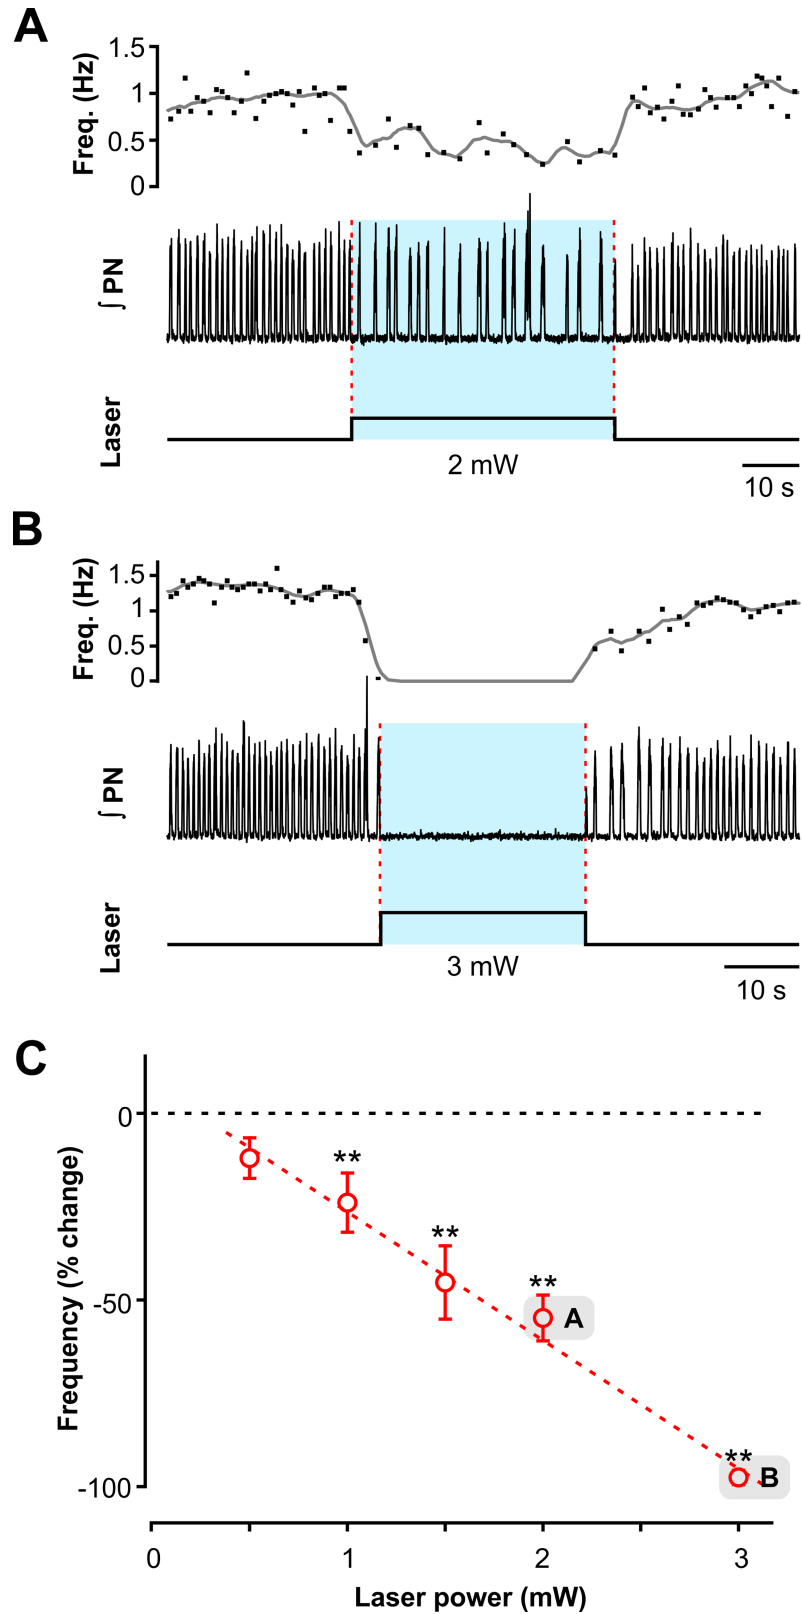 A
Freq. (Hz)
1.5
1
0.5
0
∫ PN
Laser
2 mW
10 s
B
Freq. (Hz)
1.5
1
0.5
0
∫ PN
Laser
3 mW
10 s
C
Frequency (% change)
0
-50
-100
**
**
**
A
**
B
0
1
2
3
Laser power (mW)